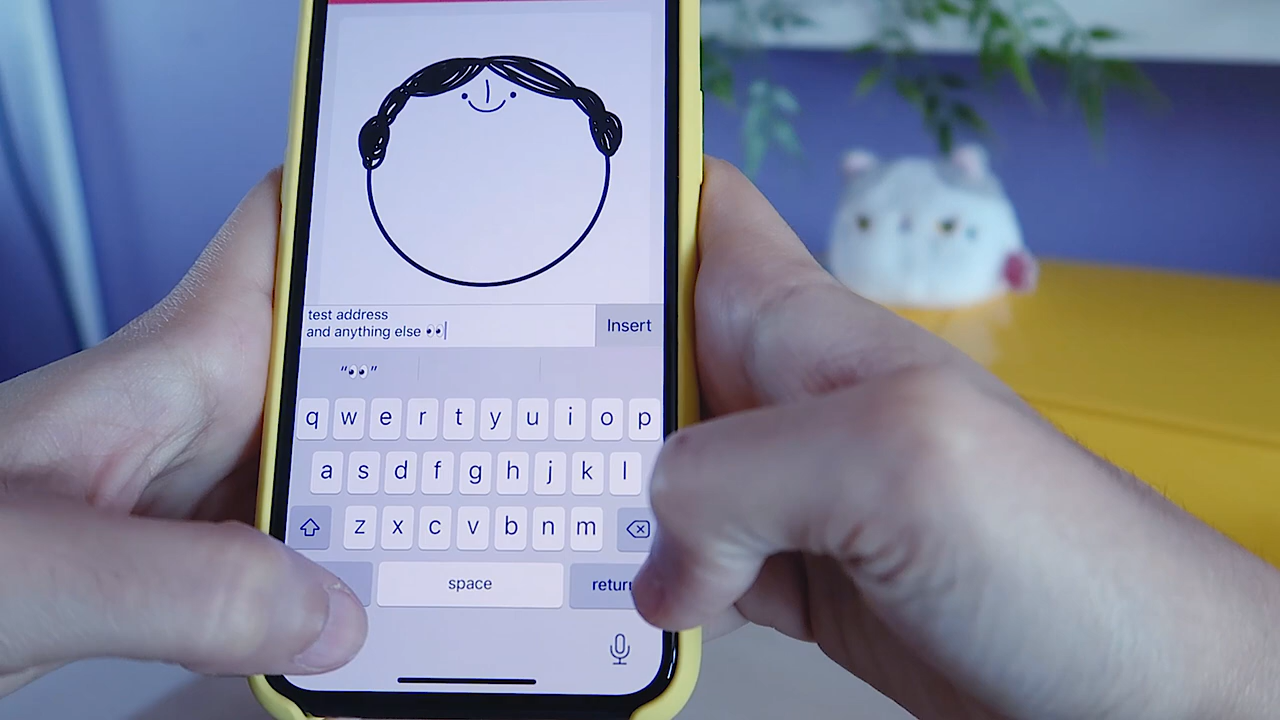 test address
and anything else 👀
Insert
"👀"
q w e r t y u i o p
a s d f g h j k l
z x c v b n m
space
return